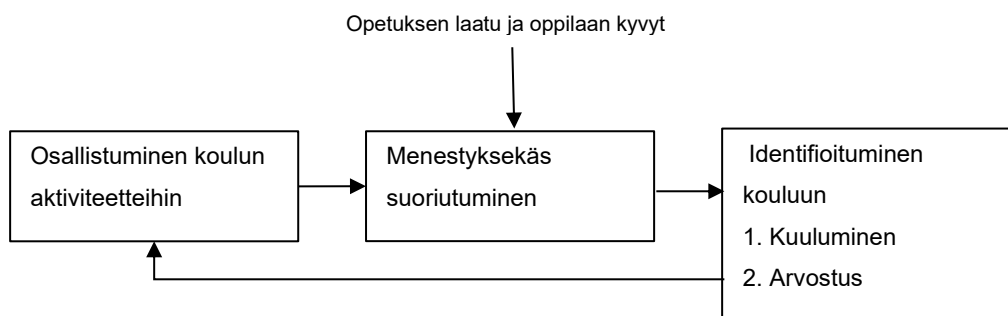 Opetuksen laatu ja oppilaan kyvyt
Osallistuminen koulun
aktiviteetteihin
Menestyksekäs
suoriutuminen
Identifioituminen
kouluun
1. Kuuluminen
2. Arvostus